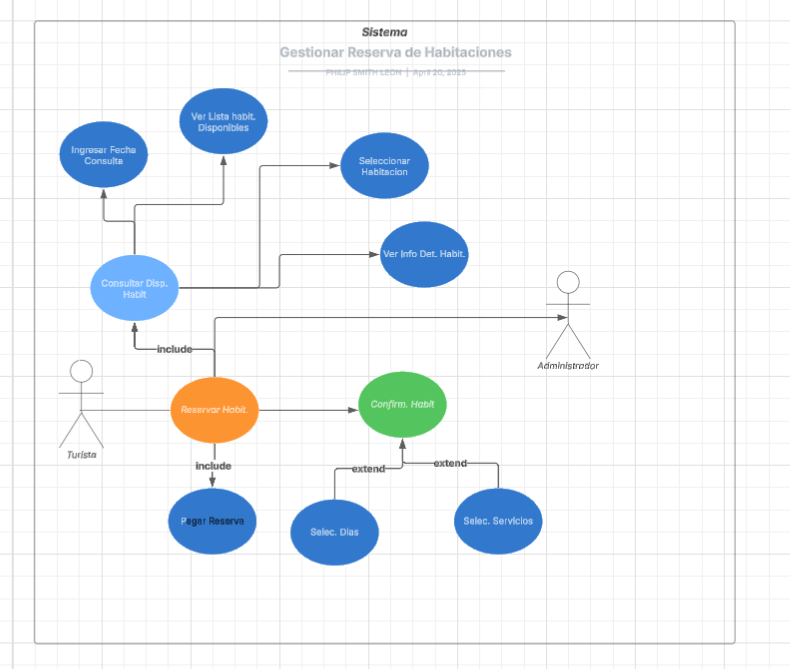 Sistema
Gestionar Reserva de Habitaciones
PHILIP SMITH LEON | April 20, 2025
Ver Lista habit.
Disponibles
Ingresar Fecha
Consulta
Seleccionar
Habitacion
Ver Info Det. Habit.
Consultar Disp.
Habit
include
Administrador
Turista
Reservar Habit.
Confirm. Habit
include
extend
extend
Pagar Reserva
Selec. Dias
Selec. Servicios